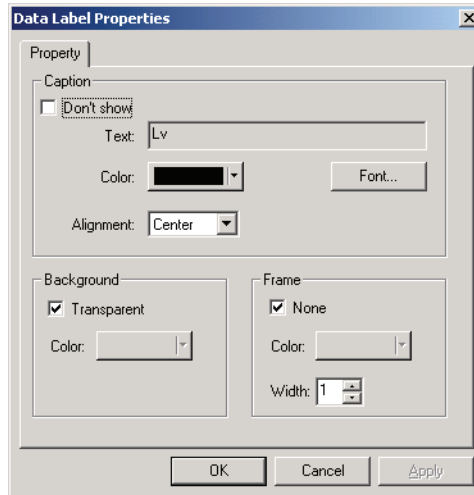 Data Label Properties
Property
Caption
Don't show
Text: Lv
Color:
Font...
Alignment: Center
Background
Transparent
Color:
Frame
None
Color:
Width: 1
OK Cancel Apply